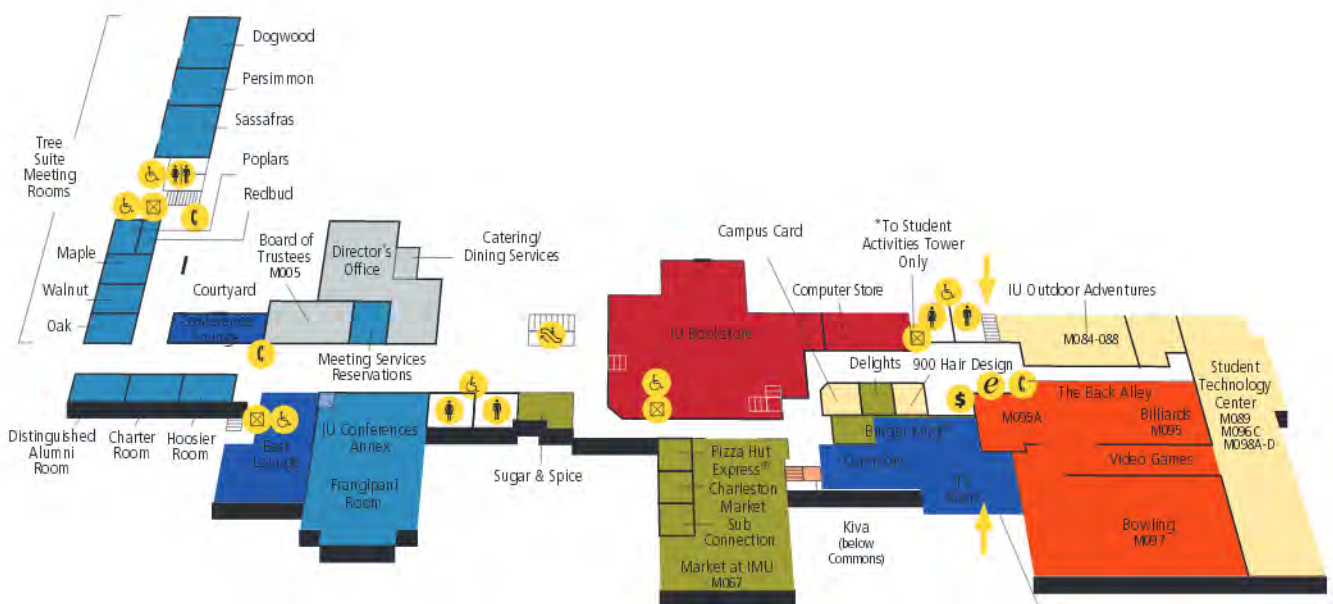 Dogwood
Persimmon
Sassafras
Tree
Suite
Meeting
Rooms
Poplars
Redbud
Maple
Walnut
Oak
Courtyard
Board of
Trustees
M005
Director's
Office
Catering/
Dining Services
Conference
Lounge
Meeting Services
Reservations
Distinguished
Alumni
Room
Charter
Room
Hoosier
Room
East
Lounge
IU Conferences
Annex
Frangipani
Room
Sugar & Spice
Campus Card
*To Student
Activities Tower
Only
Computer Store
IU Bookstore
IU Outdoor Adventures
M084-088
Delights
900 Hair Design
Student
Technology
Center
M089
M096C
M098A-D
$
e
The Back Alley
M095A
Billiards
M095
Burger King
Video Games
Commons
TV
Room
Bowling
M097
Pizza Hut
Express®
Charleston
Market
Sub
Connection
Market at IMU
M067
Kiva
(below
Commons)